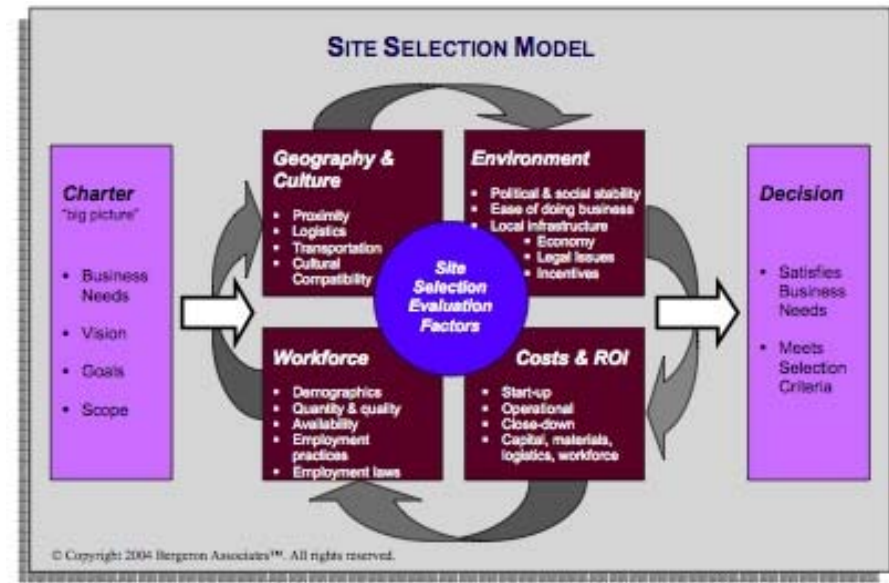 SITE SELECTION MODEL
Charter
"big picture"
• Business
Needs
• Vision
• Goals
• Scope
Geography &
Culture
• Proximity
• Logistics
• Transportation
• Cultural
Compatibility
Environment
• Political & social stability
• Ease of doing business
• Local infrastructure
• Economy
• Legal Issues
• Incentives
Site
Selection
Evaluation
Factors
Workforce
• Demographics
• Quantity & quality
• Availability
• Employment
practices
• Employment laws
Costs & ROI
• Start-up
• Operational
• Close-down
• Capital, materials,
logistics, workforce
Decision
• Satisfies
Business
Needs
• Meets
Selection
Criteria
© Copyright 2004 Bergeron Associates™. All rights reserved.